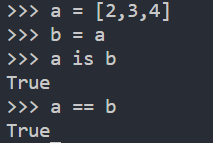 >>> a = [2,3,4]
>>> b = a
>>> a is b
True
>>> a == b
True